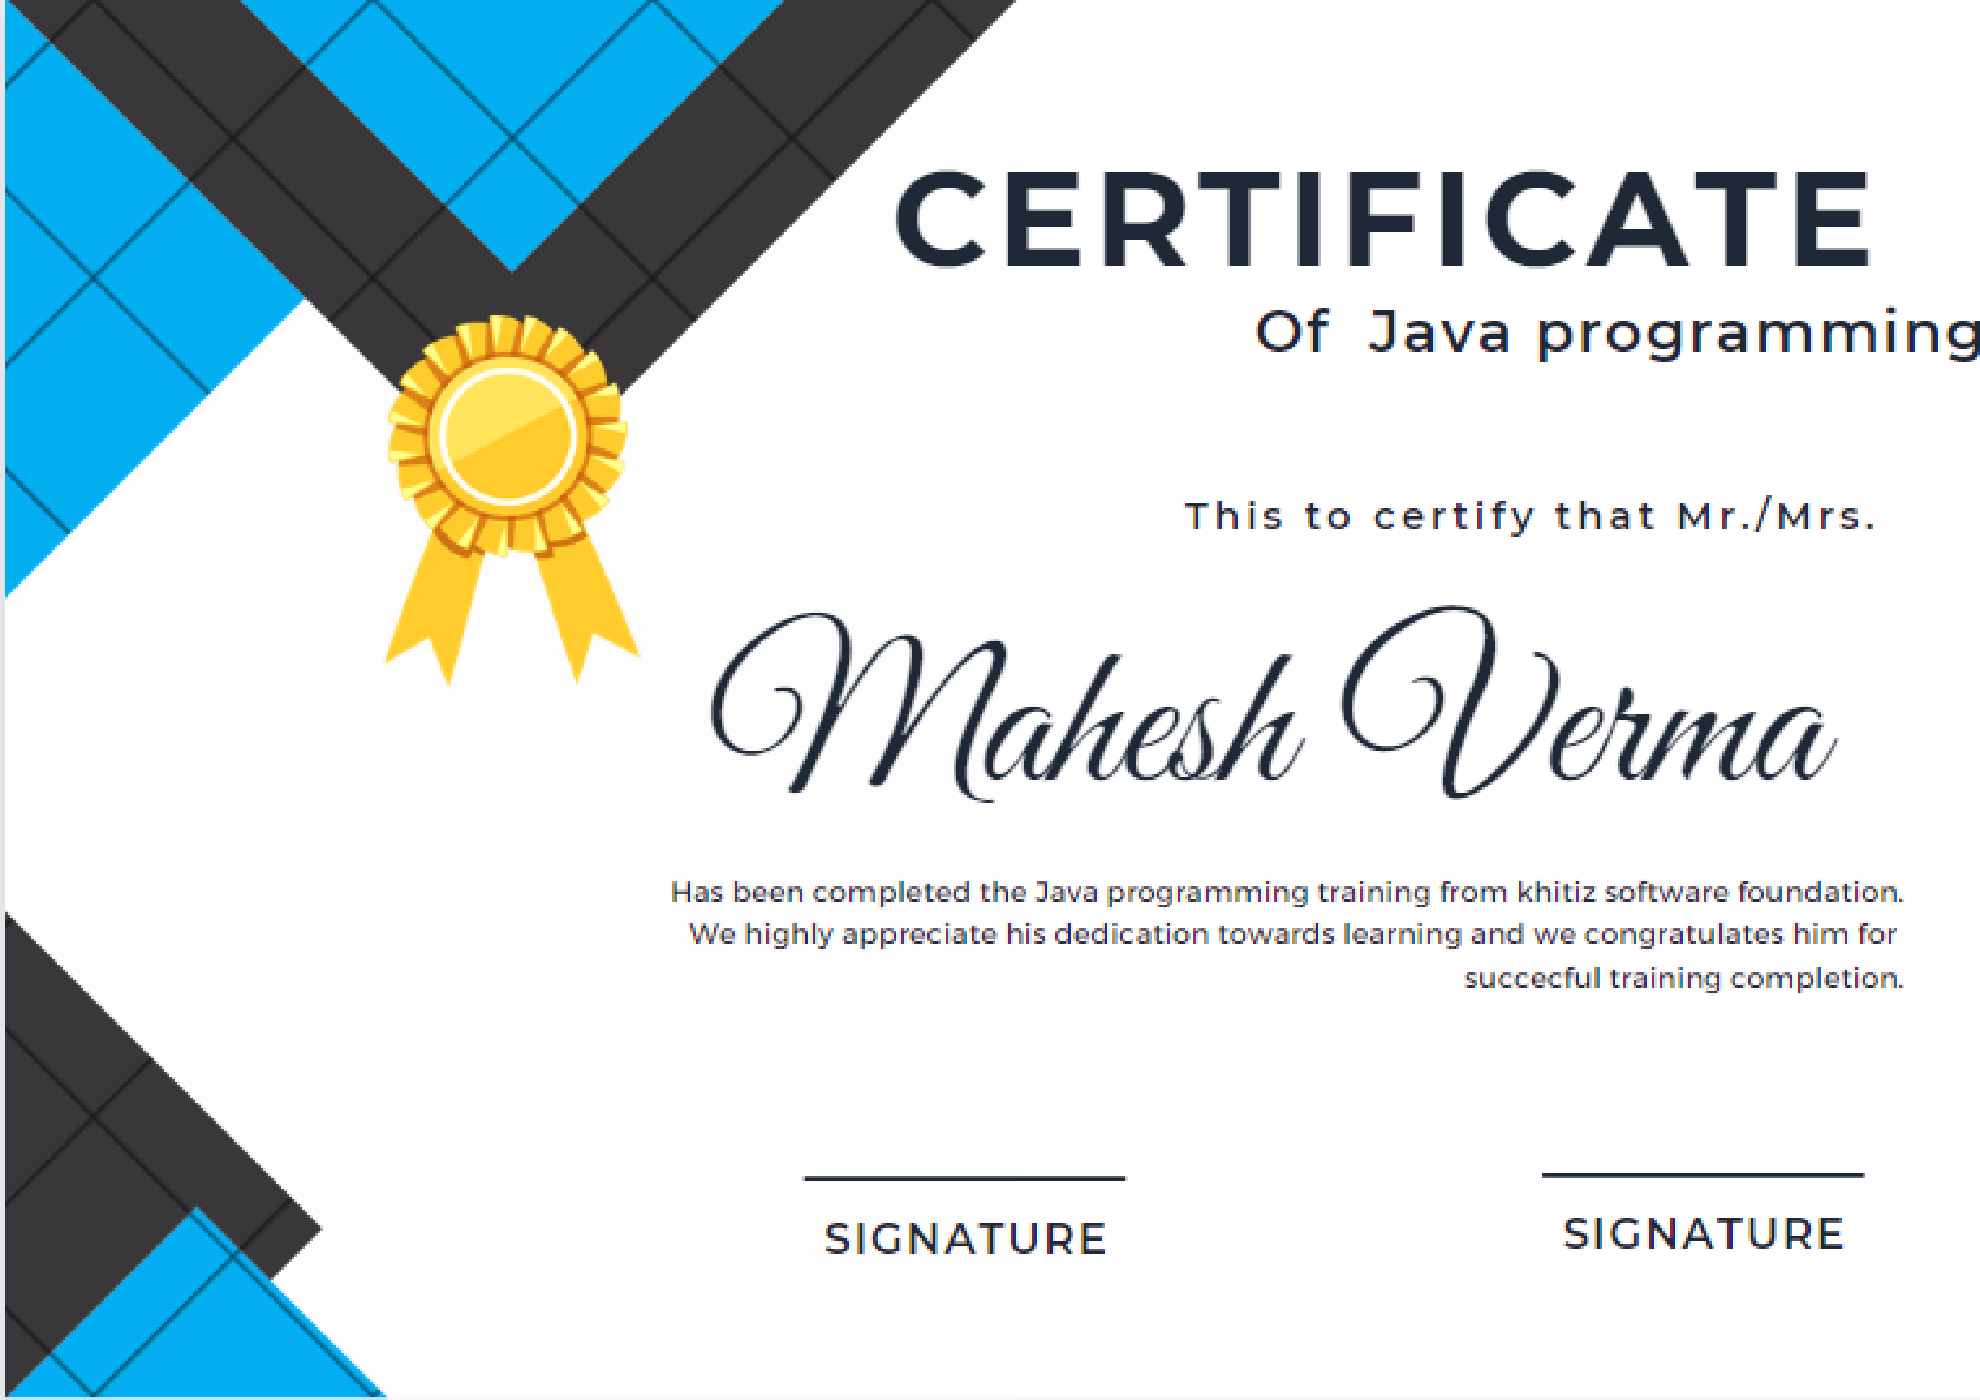 CERTIFICATE
Of Java programming
This to certify that Mr./Mrs.
Mahesh Verma
Has been completed the Java programming training from khitiz software foundation.
We highly appreciate his dedication towards learning and we congratulates him for
succecful training completion.
SIGNATURE
SIGNATURE